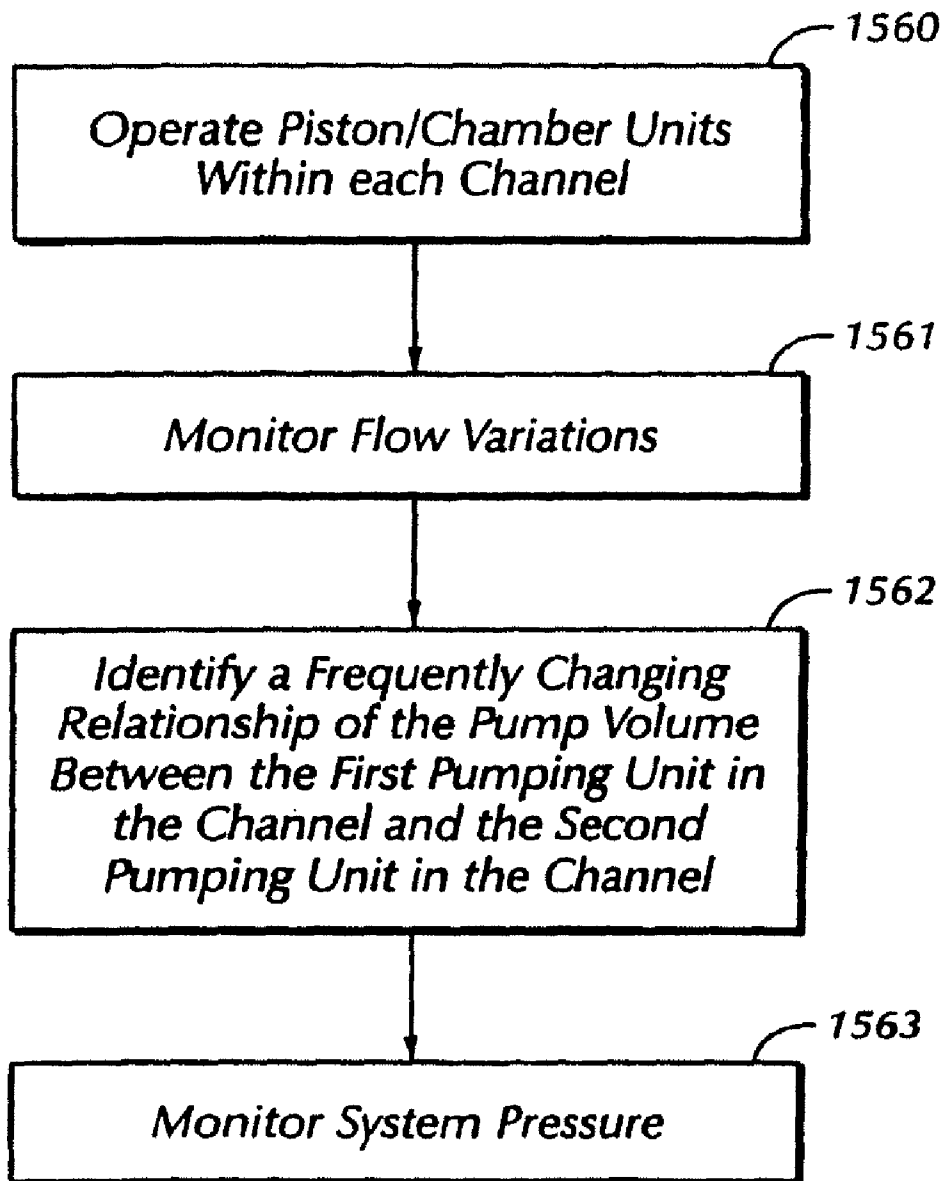 1560
Operate Piston/Chamber Units
Within each Channel
1561
Monitor Flow Variations
1562
Identify a Frequently Changing
Relationship of the Pump Volume
Between the First Pumping Unit in
the Channel and the Second
Pumping Unit in the Channel
1563
Monitor System Pressure